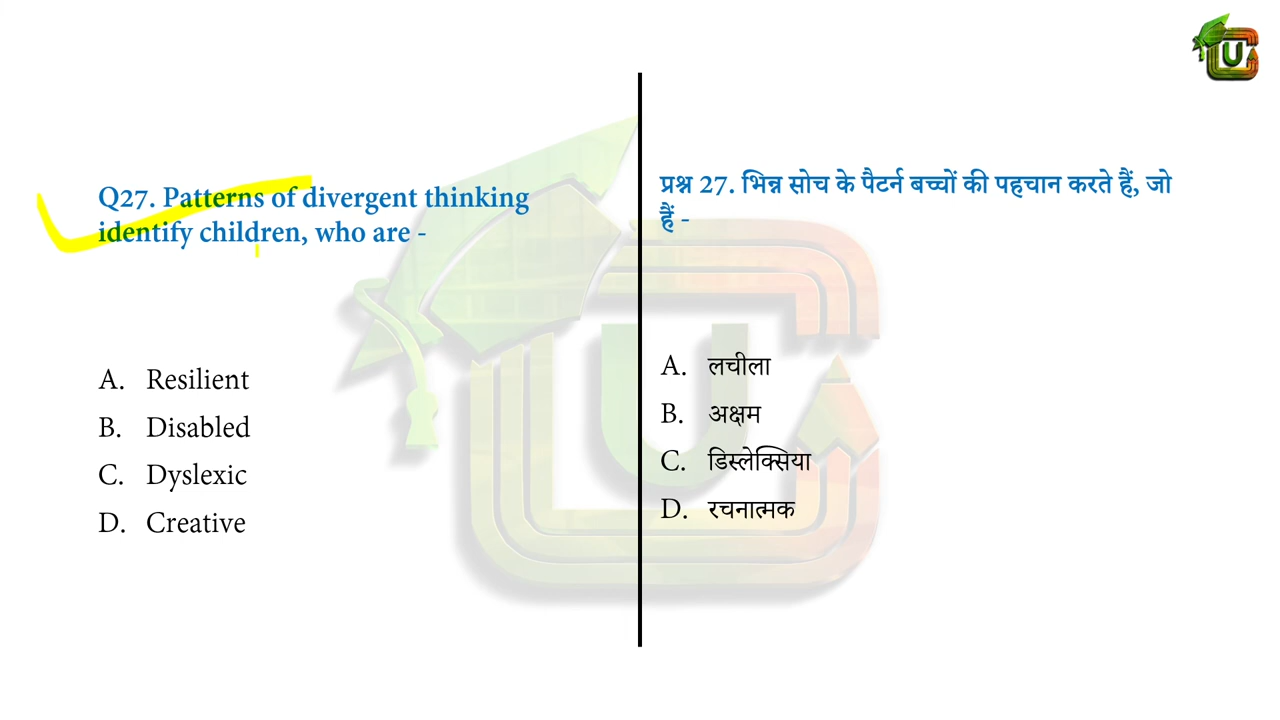 Q27. Patterns of divergent thinking
identify children, who are -
A. Resilient
B. Disabled
C. Dyslexic
D. Creative
प्रश्न 27. भिन्न सोच के पैटर्न बच्चों की पहचान करते हैं, जो
हैं -
A. लचीला
B. अक्षम
C. डिस्लेक्सिया
D. रचनात्मक
U
U